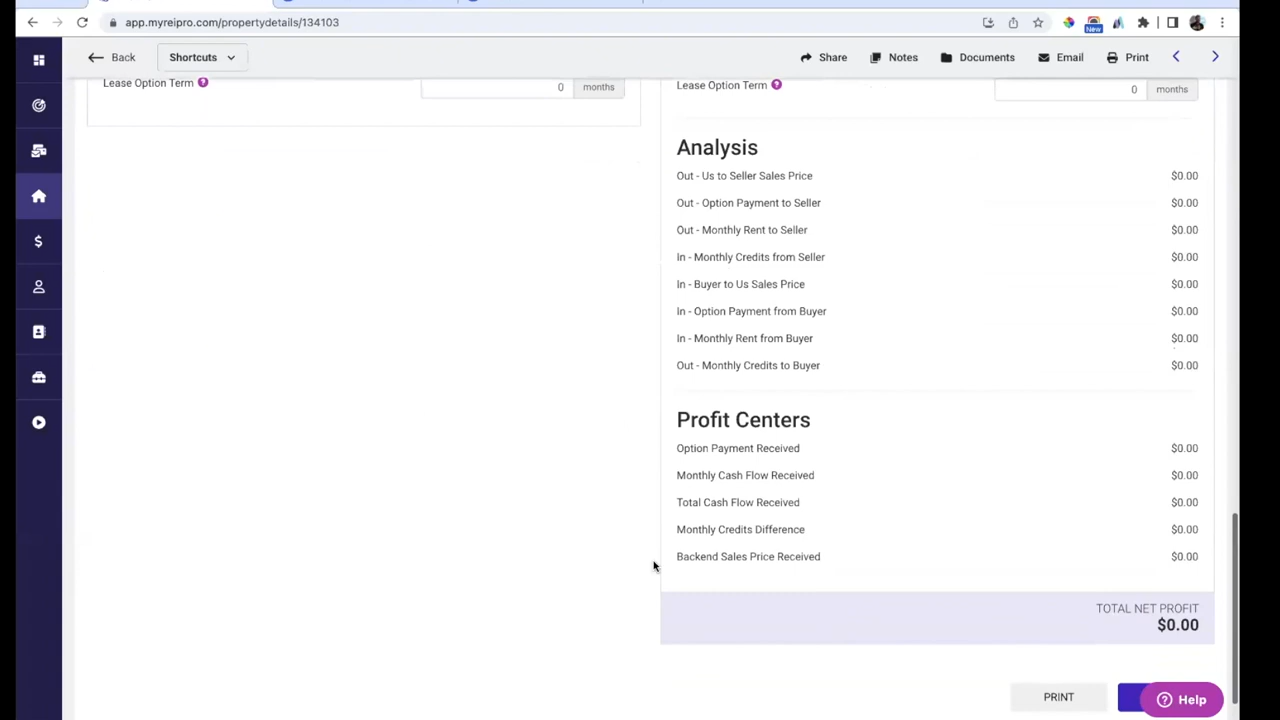 app.myreipro.com/propertydetails/134103
New
Back
Shortcuts
Share
Notes
Documents
Email
Print
Lease Option Term ?
0 months
Lease Option Term ?
0 months
Analysis
Out - Us to Seller Sales Price $0.00
Out - Option Payment to Seller $0.00
Out - Monthly Rent to Seller $0.00
In - Monthly Credits from Seller $0.00
In - Buyer to Us Sales Price $0.00
In - Option Payment from Buyer $0.00
In - Monthly Rent from Buyer $0.00
Out - Monthly Credits to Buyer $0.00
Profit Centers
Option Payment Received $0.00
Monthly Cash Flow Received $0.00
Total Cash Flow Received $0.00
Monthly Credits Difference $0.00
Backend Sales Price Received $0.00
TOTAL NET PROFIT
$0.00
PRINT
? Help